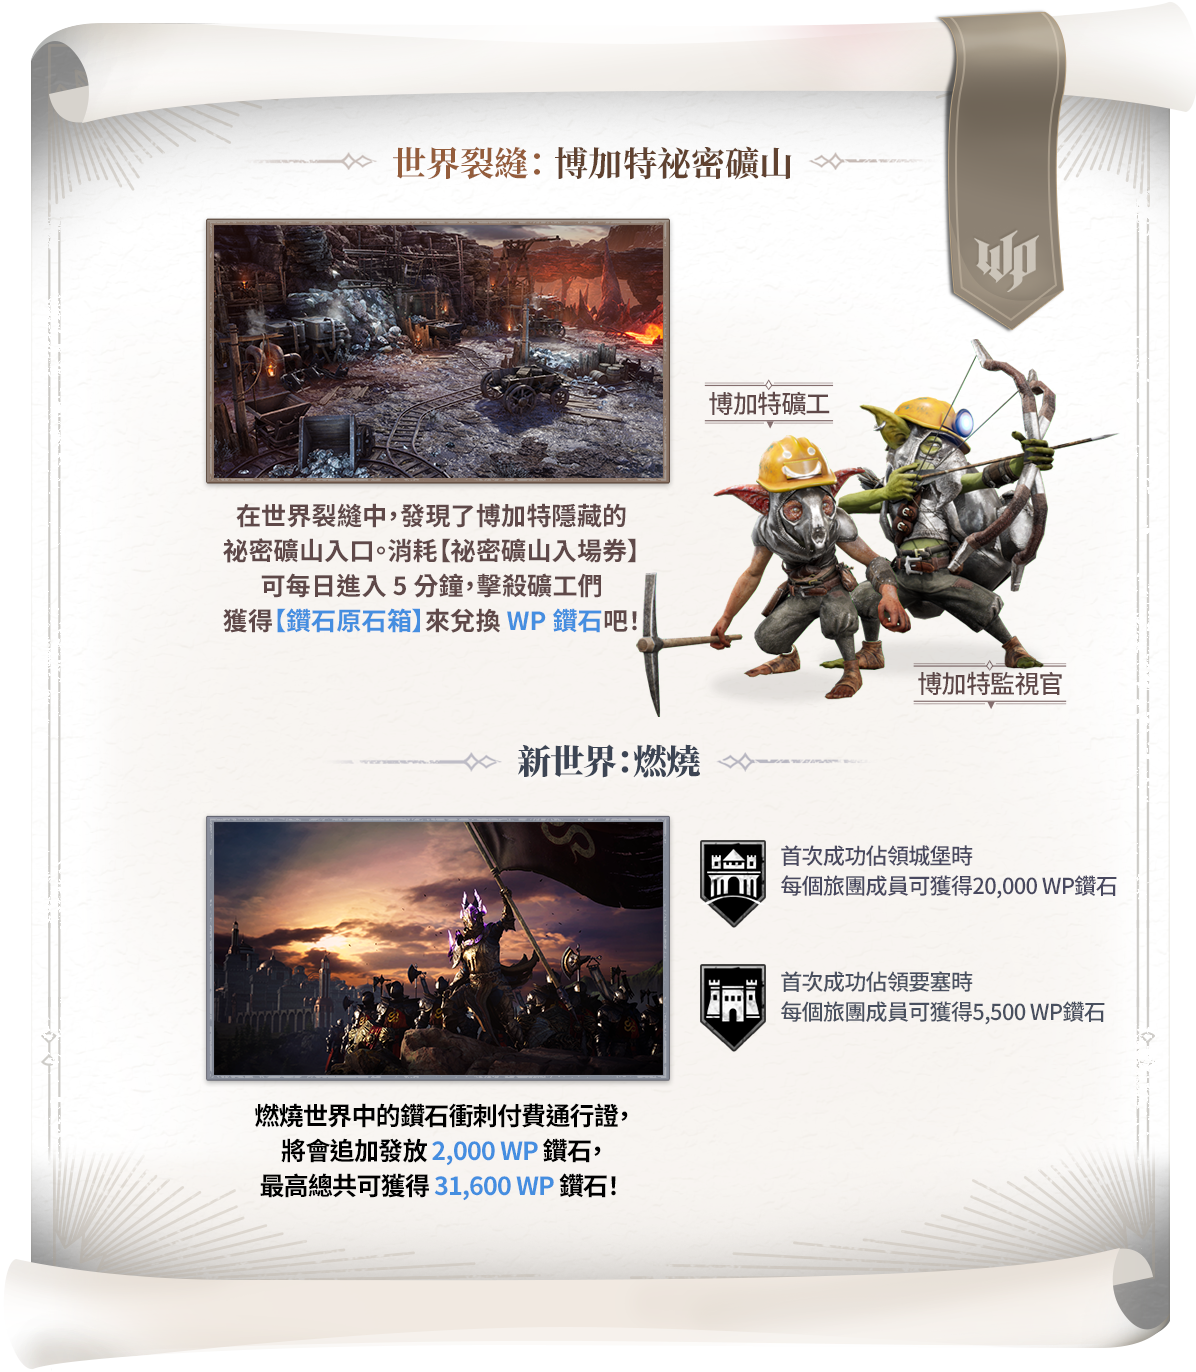 世界裂縫：博加特祕密礦山
WP
博加特礦工
在世界裂縫中，發現了博加特隱藏的
祕密礦山入口。消耗【祕密礦山入場券】
可每日進入 5 分鐘，擊殺礦工們
獲得【鑽石原石箱】來兌換 WP 鑽石吧！
博加特監視官
新世界：燃燒
首次成功佔領城堡時
每個旅團成員可獲得20,000 WP鑽石
首次成功佔領要塞時
每個旅團成員可獲得5,500 WP鑽石
燃燒世界中的鑽石衝刺付費通行證，
將會追加發放 2,000 WP 鑽石，
最高總共可獲得 31,600 WP 鑽石！